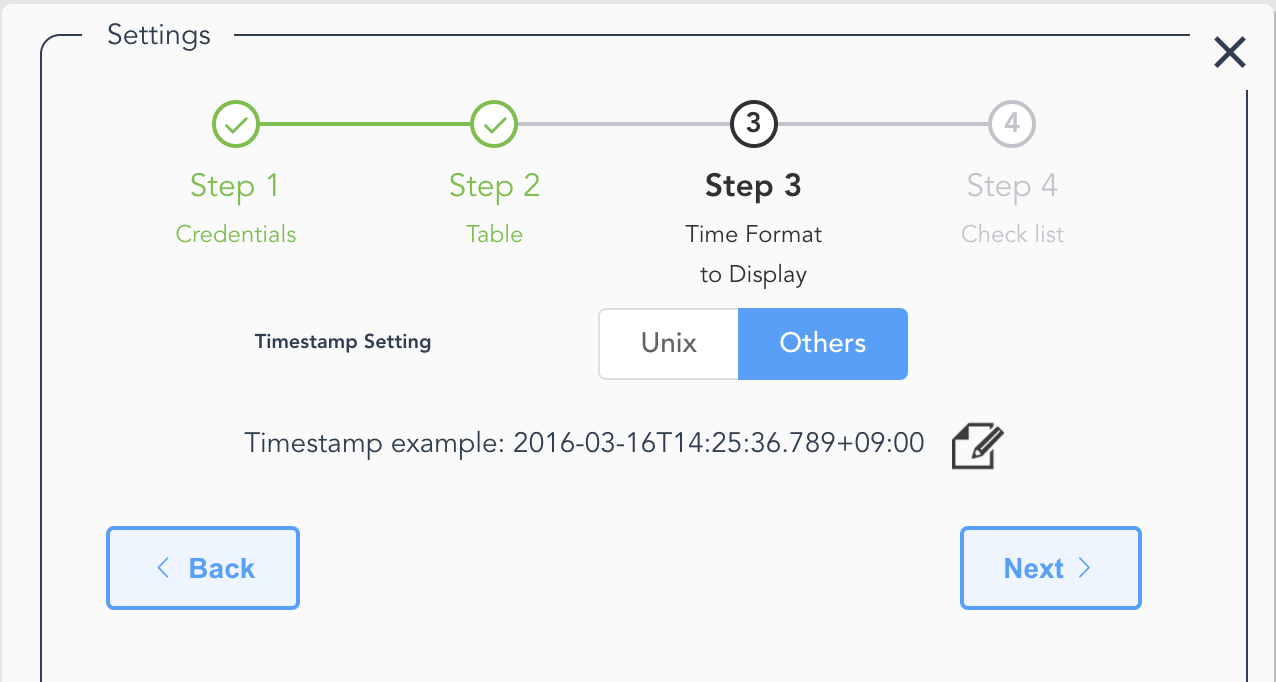 Settings
3
4
Step 1
Step 2
Step 3
Step 4
Credentials
Table
Time Format
to Display
Check list
Timestamp Setting
Unix
Others
Timestamp example: 2016-03-16T14:25:36.789+09:00
Back
Next